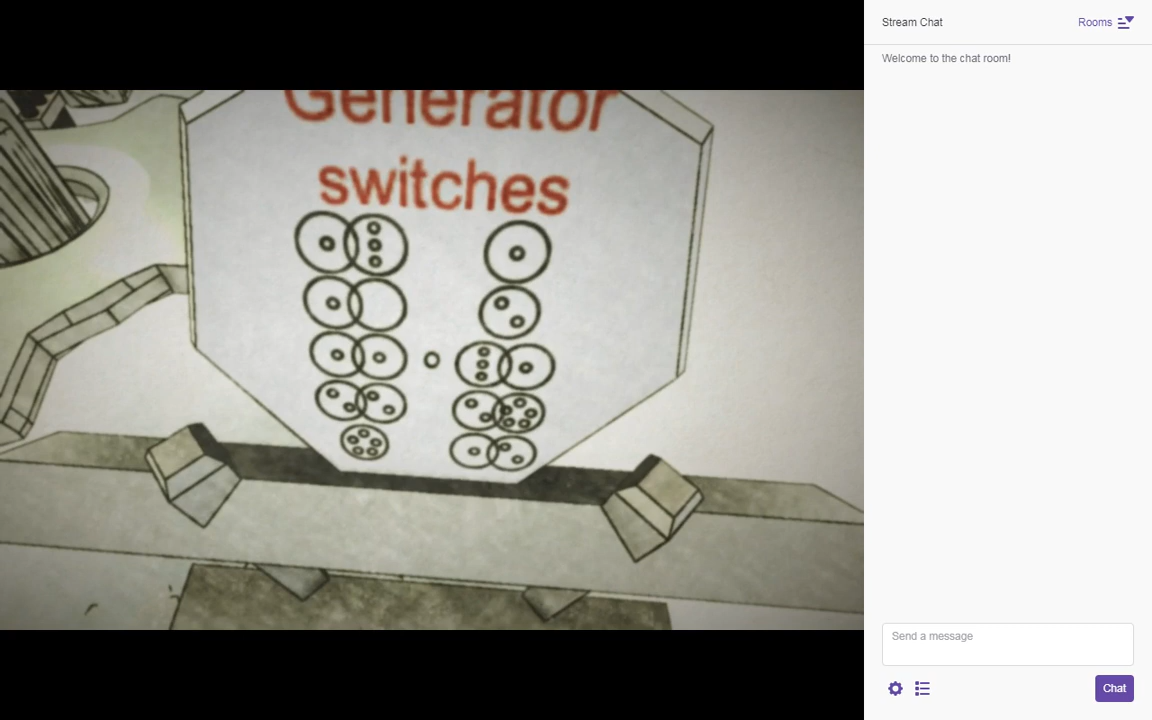 Stream Chat
Rooms
Welcome to the chat room!
Generator
switches
Send a message
Chat